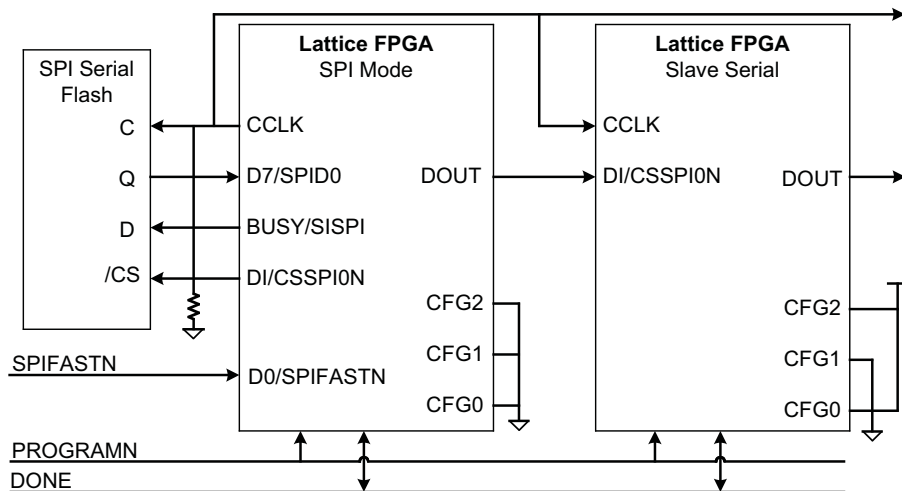 SPI Serial
Flash
C
Q
D
/CS
Lattice FPGA
SPI Mode
CCLK
D7/SPID0
BUSY/SISPI
DI/CSSPI0N
D0/SPIFASTN
DOUT
CFG2
CFG1
CFG0
Lattice FPGA
Slave Serial
CCLK
DI/CSSPI0N
DOUT
CFG2
CFG1
CFG0
SPIFASTN
PROGRAMN
DONE